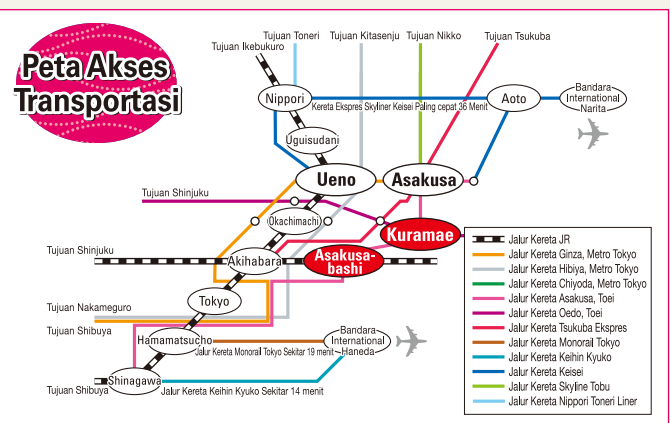 Peta Akses
Transportasi
Tujuan Ikebukuro
Tujuan Toneri
Tujuan Kitasenju
Tujuan Nikko
Tujuan Tsukuba
Nippori
Kereta Ekspres Skyliner Keisei Paling cepat 36 Menit
Aoto
Bandara
International
Narita
Uguisudani
Ueno
Asakusa
Tujuan Shinjuku
Okachimachi
Kuramae
Tujuan Shinjuku
Akihabara
Asakusa-
bashi
Tokyo
Tujuan Nakameguro
Tujuan Shibuya
Hamamatsucho
Jalur Kereta Monorail Tokyo Sekitar 19 menit
Bandara
International
Haneda
Shinagawa
Tujuan Shibuya
Jalur Kereta Keihin Kyuko Sekitar 14 menit
Jalur Kereta JR
Jalur Kereta Ginza, Metro Tokyo
Jalur Kereta Hibiya, Metro Tokyo
Jalur Kereta Chiyoda, Metro Tokyo
Jalur Kereta Asakusa, Toei
Jalur Kereta Oedo, Toei
Jalur Kereta Tsukuba Ekspres
Jalur Kereta Monorail Tokyo
Jalur Kereta Keihin Kyuko
Jalur Kereta Keisei
Jalur Kereta Skyline Tobu
Jalur Kereta Nippori Toneri Liner